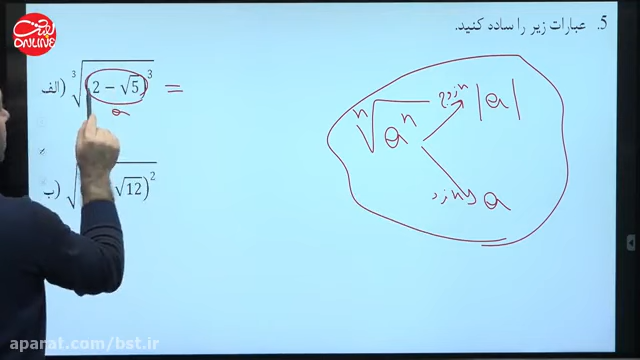 5. عبارات زیر را ساده کنید.
الف) ∛(2 − √5)³ =
a
ب) √( √12)²
ⁿ√aⁿ
زوج n |a|
n فرد a
ONLINE
aparat.com/bst.ir